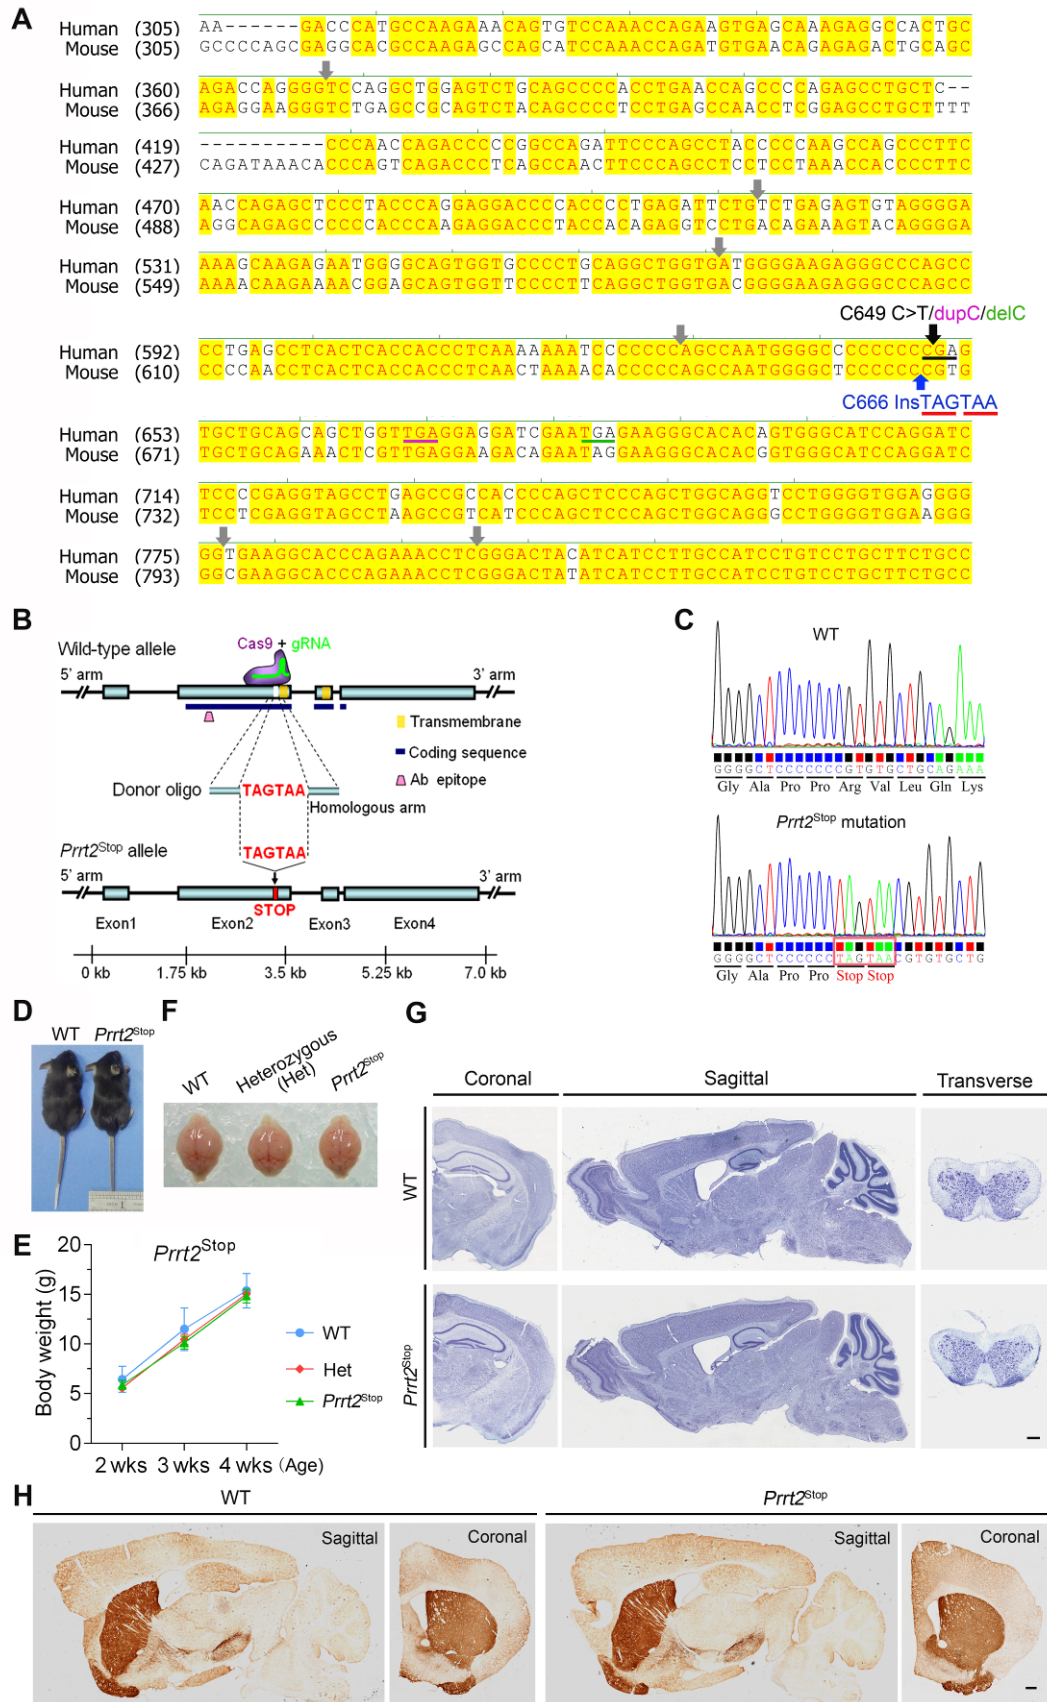 A
Human (305) AA------GACCCATGCCAAGAAACAGTGTCCAAACCAGAAGTGAGCAAAGAGGCCACTGC
Mouse (305) GCCCCAGCGAGGCACGCCAAGAGCCAGCATCCAAACCAGATGTGAACAGAGAGACTGCAGC
Human (360) AGACCAGGGGTCCAGGCTGGAGTCTGCAGCCCCACCTGAACCAGCCCCAGAGCCTGCTC--
Mouse (366) AGAGGAAGGGTCTGAGCCGCAGTCTACAGCCCCTCCTGAGCCAACCTCGGAGCCTGCTTT
Human (419) ----------CCCAACCAGACCCCCGGCCAGATTCCCAGCCTACCCCCAAGCCAGCCCTTC
Mouse (427) CAGATAAACACCCAGTCAGACCCTCAGCCAACTTCCCAGCCTCCTCCTAAACCACCCCTTC
Human (470) AACCAGAGCTCCCTACCCAGGAGGACCCCACCCCTGAGATTCTGTCTGAGAGTGTAGGGGA
Mouse (488) AGGCAGAGCCCCCCACCCAAGAGGACCCTACCACAGAGGTCCTGACAGAAAGTACAGGGGA
Human (531) AAAGCAAGAGAATGGGGCAGTGGTGCCCCTGCAGGCTGGTGATGGGGAAGAGGGCCCAGCC
Mouse (549) AAAACAAGAAAACGGAGCAGTGGTTCCCCTTCAGGCTGGTGACGGGGAAGAGGGCCCAGCC
C649 C>T/dupC/delC
Human (592) CCTGAGCCTCACTCACCACCCTCAAAAAAATCCCCCCCAGCCAATGGGGCCCCCCCCCGAG
Mouse (610) CCCCAACCTCACTCACCACCCTCAACTAAAACACCCCCAGCCAATGGGGCTCCCCCCCGTG
C666 InsTAGTAA
Human (653) TGCTGCAGCAGCTGGTTGAGGAGGATCGAATGAGAAGGGCACACAGTGGGCATCCAGGATC
Mouse (671) TGCTGCAGAAACTCGTTGAGGAAGACAGAATAGGAAGGGCACACGGTGGGCATCCAGGATC
Human (714) TCCCCGAGGTAGCCTGAGCCGCCACCCCAGCTCCCAGCTGGCAGGTCCTGGGGTGGAGGGG
Mouse (732) TCCTCGAGGTAGCCTAAGCCGTCATCCCAGCTCCCAGCTGGCAGGGCCTGGGGTGGAAGGG
Human (775) GGTGAAGGCACCCAGAAACCTCGGGACTACATCATCCTTGCCATCCTGTCCTGCTTCTGCC
Mouse (793) GGCGAAGGCACCCAGAAACCTCGGGACTATATCATCCTTGCCATCCTGTCCTGCTTCTGCC
B
Wild-type allele
Cas9 + gRNA
5' arm
3' arm
Transmembrane
Coding sequence
Ab epitope
Donor oligo
TAGTAA
Homologous arm
TAGTAA
Prrt2Stop allele
5' arm
3' arm
STOP
Exon1 Exon2 Exon3 Exon4
0 kb 1.75 kb 3.5 kb 5.25 kb 7.0 kb
C
WT
GGGGCTCCCCCCCGTGTGCTGCAGAAA
Gly Ala Pro Pro Arg Val Leu Gln Lys
Prrt2Stop mutation
GGGGCTCCCCCCTAGTAACGTGTGCTG
Gly Ala Pro Pro Stop Stop
D
WT Prrt2Stop
E
Prrt2Stop
Body weight (g)
20
15
10
5
0
2 wks 3 wks 4 wks (Age)
WT
Het
Prrt2Stop
F
WT
Heterozygous (Het)
Prrt2Stop
G
Coronal Sagittal Transverse
WT
Prrt2Stop
H
WT Prrt2Stop
Sagittal Coronal Sagittal Coronal